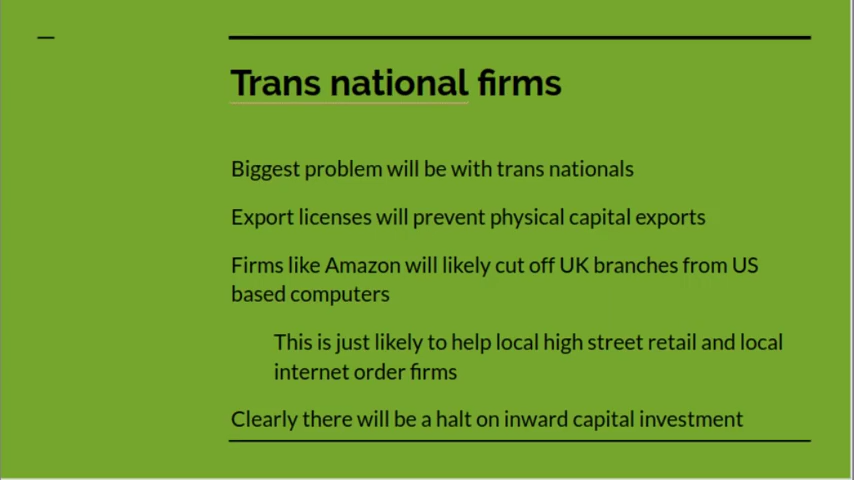 Trans national firms
Biggest problem will be with trans nationals
Export licenses will prevent physical capital exports
Firms like Amazon will likely cut off UK branches from US
based computers
This is just likely to help local high street retail and local
internet order firms
Clearly there will be a halt on inward capital investment